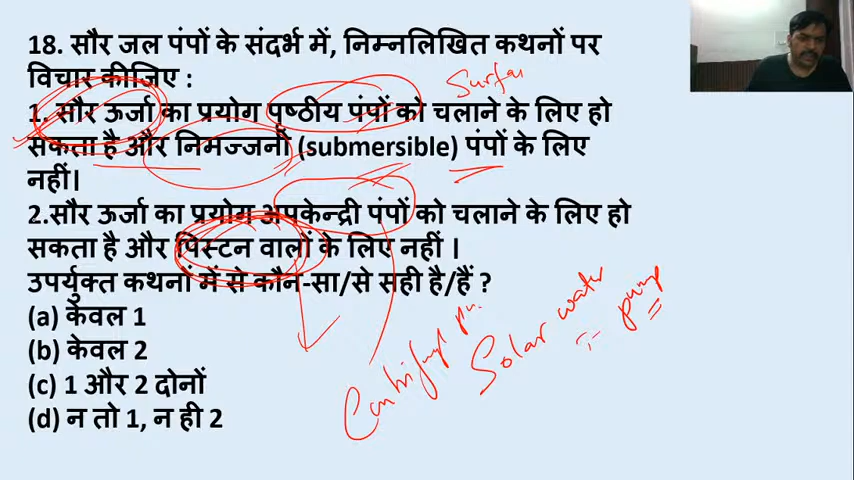 18. सौर जल पंपों के संदर्भ में, निम्नलिखित कथनों पर
विचार कीजिए :
1. सौर ऊर्जा का प्रयोग पृष्ठीय पंपों को चलाने के लिए हो
सकता है और निमज्जनी (submersible) पंपों के लिए
नहीं।
2.सौर ऊर्जा का प्रयोग अपकेन्द्री पंपों को चलाने के लिए हो
सकता है और पिस्टन वालों के लिए नहीं ।
उपर्युक्त कथनों में से कौन-सा/से सही है/हैं ?
(a) केवल 1
(b) केवल 2
(c) 1 और 2 दोनों
(d) न तो 1, न ही 2
Solar water
pump